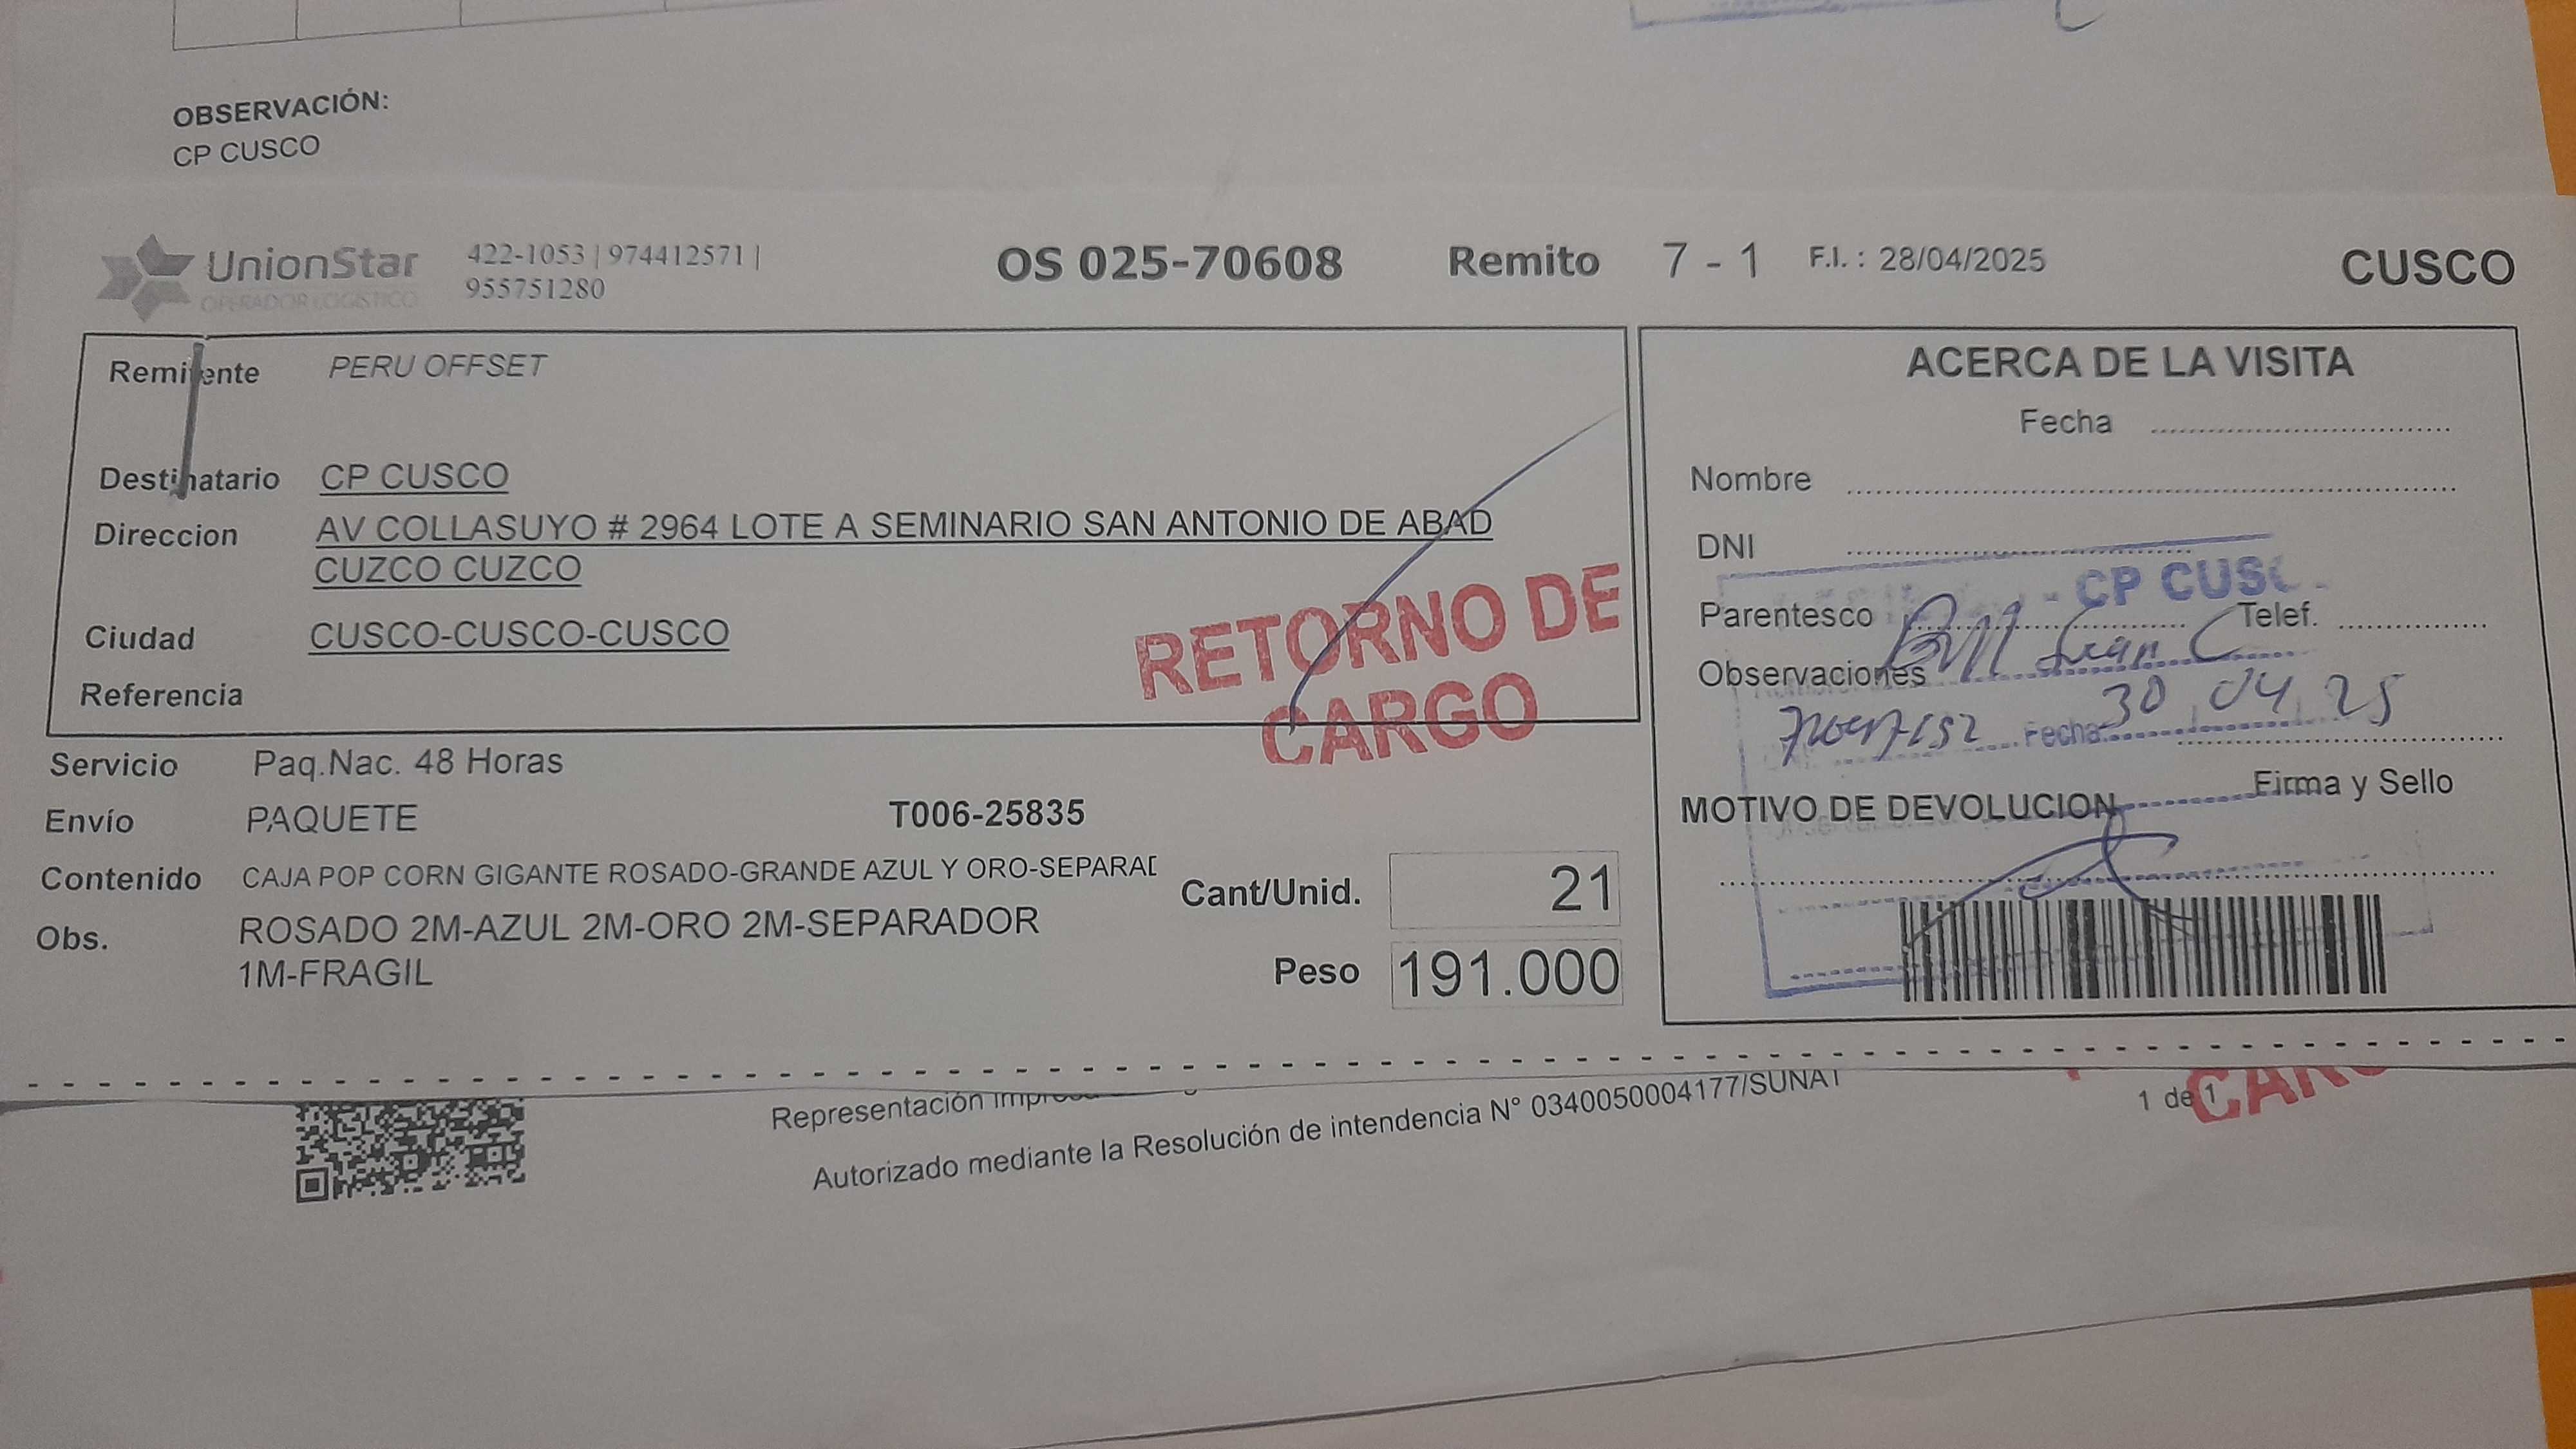 OBSERVACIÓN:
CP CUSCO
UnionStar
OPERADOR LOGISTICO
422-1053 | 974412571 |
955751280
OS 025-70608
Remito 7 - 1
F.I. : 28/04/2025
CUSCO
Remitente PERU OFFSET
Destinatario CP CUSCO
Direccion AV COLLASUYO # 2964 LOTE A SEMINARIO SAN ANTONIO DE ABAD
CUZCO CUZCO
Ciudad CUSCO-CUSCO-CUSCO
Referencia
RETORNO DE
CARGO
Servicio Paq.Nac. 48 Horas
Envío PAQUETE
T006-25835
Contenido CAJA POP CORN GIGANTE ROSADO-GRANDE AZUL Y ORO-SEPARAD
Obs. ROSADO 2M-AZUL 2M-ORO 2M-SEPARADOR
1M-FRAGIL
Cant/Unid. 21
Peso 191.000
ACERCA DE LA VISITA
Fecha
Nombre
DNI
- CP CUSC
Parentesco
Telef.
Observaciones
Fecha: 30 04 25
Firma y Sello
MOTIVO DE DEVOLUCION
Representación
Autorizado mediante la Resolución de intendencia N° 0340050004177/SUNAT
1 de 1